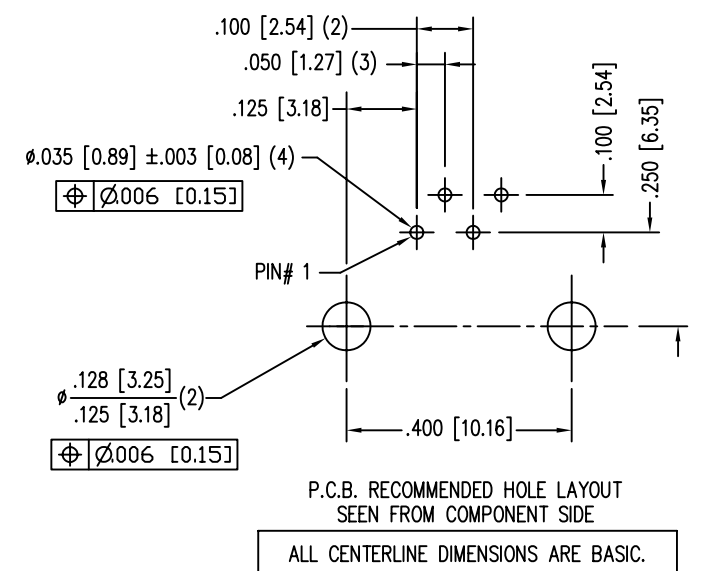 .100 [2.54] (2)
.050 [1.27] (3)
.125 [3.18]
ø.035 [0.89] ±.003 [0.08] (4)
⌖ Ø.006 [0.15]
.100 [2.54]
.250 [6.35]
PIN# 1
ø .128 [3.25]
.125 [3.18] (2)
⌖ Ø.006 [0.15]
.400 [10.16]
P.C.B. RECOMMENDED HOLE LAYOUT
SEEN FROM COMPONENT SIDE
ALL CENTERLINE DIMENSIONS ARE BASIC.